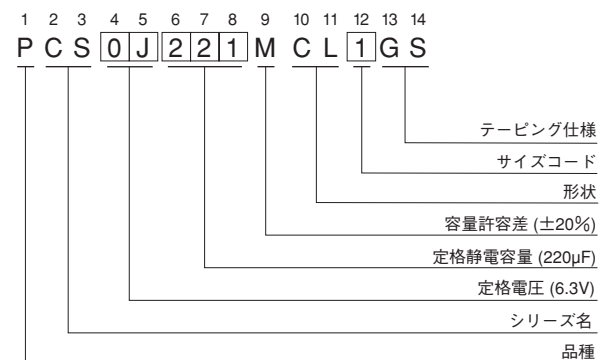 1 2 3 4 5 6 7 8 9 10 11 12 13 14
P C S 0 J 2 2 1 M C L 1 G S
テーピング仕様
サイズコード
形状
容量許容差 (±20%)
定格静電容量 (220µF)
定格電圧 (6.3V)
シリーズ名
品種